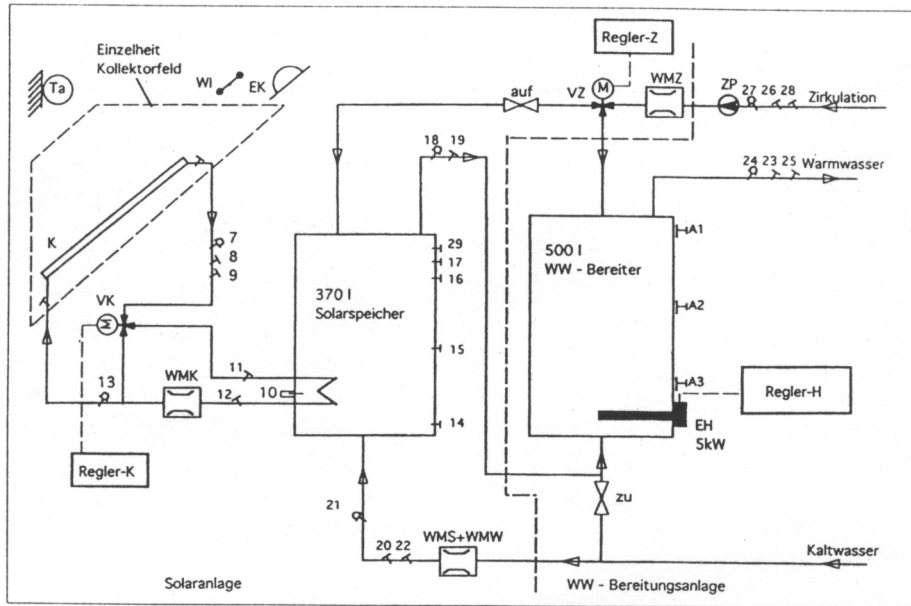 Einzelheit
Kollektorfeld
Ta
WI
EK
Regler-Z
M
VZ
auf
WMZ
ZP
27 26 28
Zirkulation
18 19
24 23 25
Warmwasser
K
7
8
9
29
17
16
370 l
Solarspeicher
15
14
500 l
WW - Bereiter
A1
A2
A3
VK
M
13
WMK
11
12
10
Regler-K
Regler-H
EH
5kW
zu
21
20 22
WMS+WMW
Kaltwasser
Solaranlage
WW - Bereitungsanlage